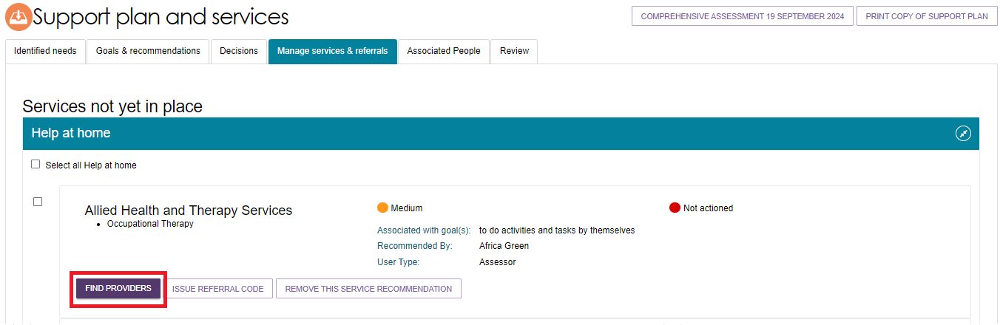 Support plan and services
COMPREHENSIVE ASSESSMENT 19 SEPTEMBER 2024
PRINT COPY OF SUPPORT PLAN
Identified needs
Goals & recommendations
Decisions
Manage services & referrals
Associated People
Review
Services not yet in place
Help at home
Select all Help at home
Allied Health and Therapy Services
Occupational Therapy
Medium
Not actioned
Associated with goal(s): to do activities and tasks by themselves
Recommended By: Africa Green
User Type: Assessor
FIND PROVIDERS
ISSUE REFERRAL CODE
REMOVE THIS SERVICE RECOMMENDATION